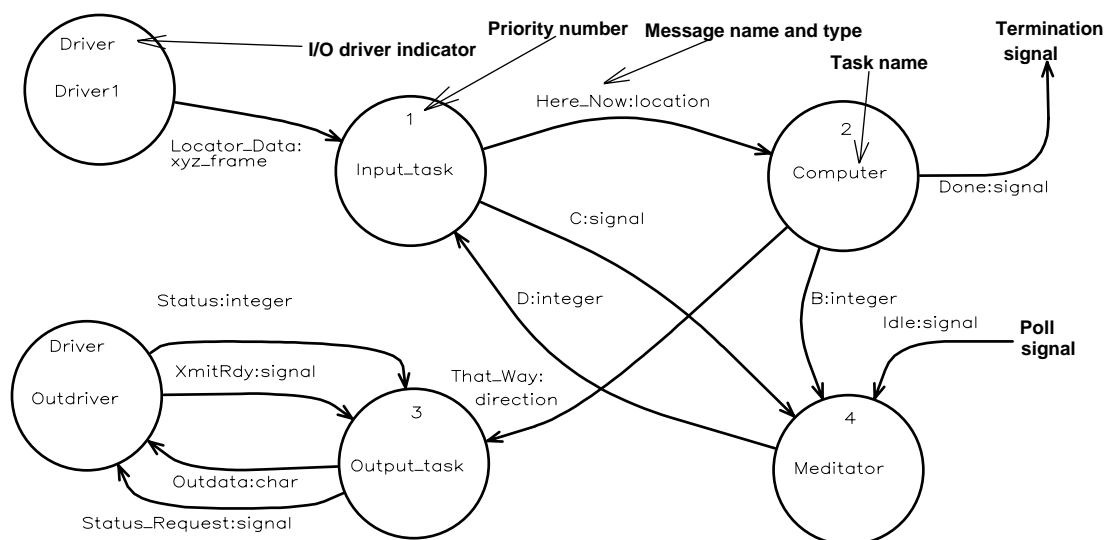 Driver
I/O driver indicator
Driver1
Locator_Data:
xyz_frame
Priority number
1
Input_task
Message name and type
Here_Now:location
Task name
2
Computer
Termination
signal
Done:signal
C:signal
D:integer
B:integer
Idle:signal
Poll
signal
Status:integer
Driver
Outdriver
XmitRdy:signal
That_Way:
direction
3
Output_task
Outdata:char
Status_Request:signal
4
Meditator